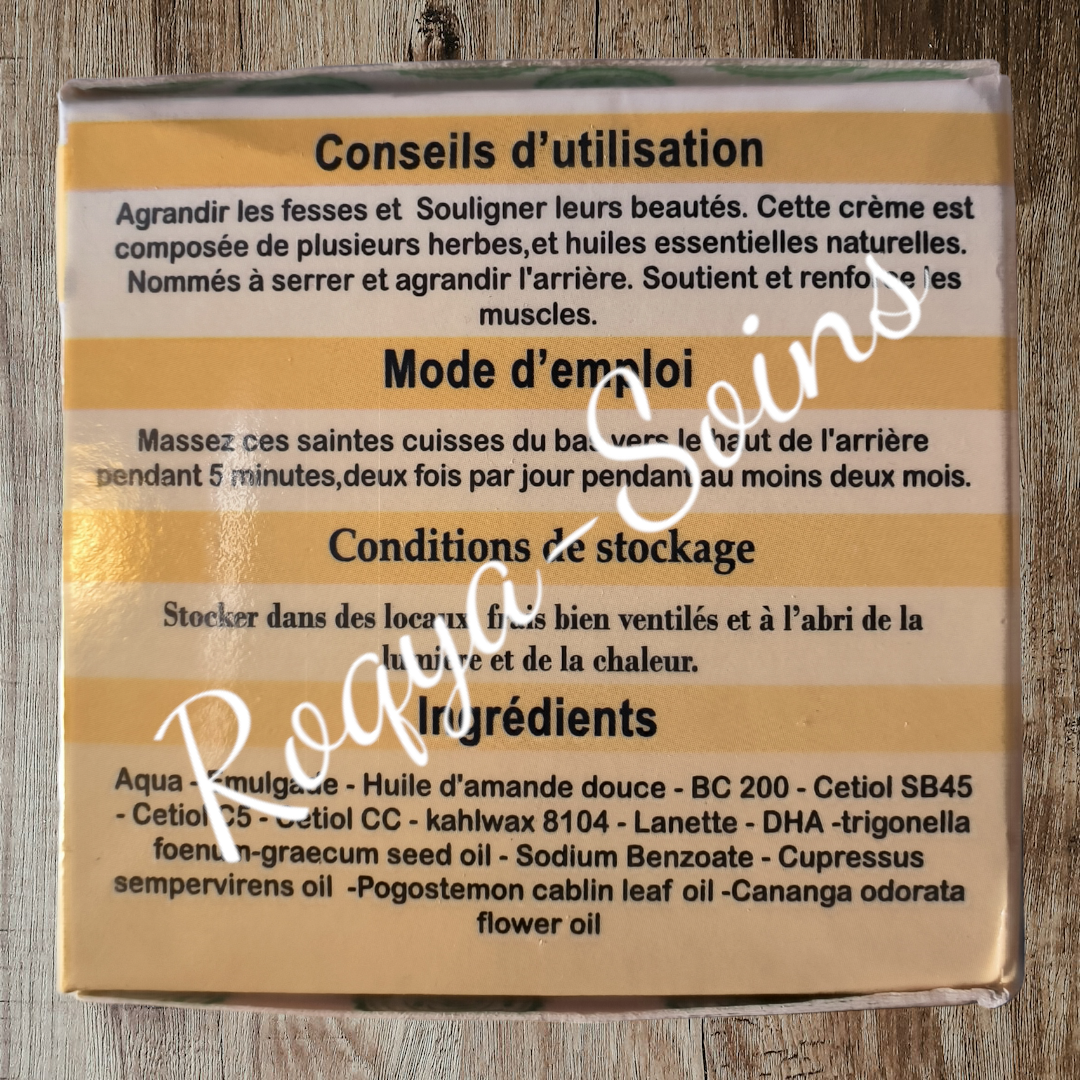 Conseils d'utilisation
Agrandir les fesses et Souligner leurs beautés. Cette crème est
composée de plusieurs herbes,et huiles essentielles naturelles.
Nommés à serrer et agrandir l'arrière. Soutient et renforce les
muscles.
Mode d'emploi
Massez ces saintes cuisses du bas vers le haut de l'arrière
pendant 5 minutes,deux fois par jour pendant au moins deux mois.
Conditions de stockage
Stocker dans des locaux frais bien ventilés et à l'abri de la
lumière et de la chaleur.
Ingrédients
Aqua - Emulgade - Huile d'amande douce - BC 200 - Cetiol SB45
- Cetiol C5 - Cetiol CC - kahlwax 8104 - Lanette - DHA -trigonella
foenum-graecum seed oil - Sodium Benzoate - Cupressus
sempervirens oil -Pogostemon cablin leaf oil -Cananga odorata
flower oil
Roqya-Soins